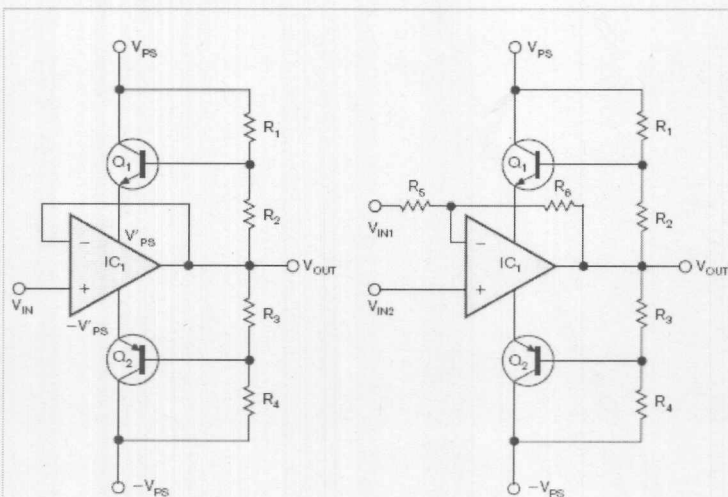 V_PS
R_1
Q_1
R_2
V'_PS
−
IC_1
V_OUT
V_IN
+
−V'_PS
R_3
Q_2
R_4
−V_PS
V_PS
R_1
Q_1
R_5
R_6
R_2
V_IN1
−
IC_1
V_OUT
V_IN2
+
R_3
Q_2
R_4
−V_PS